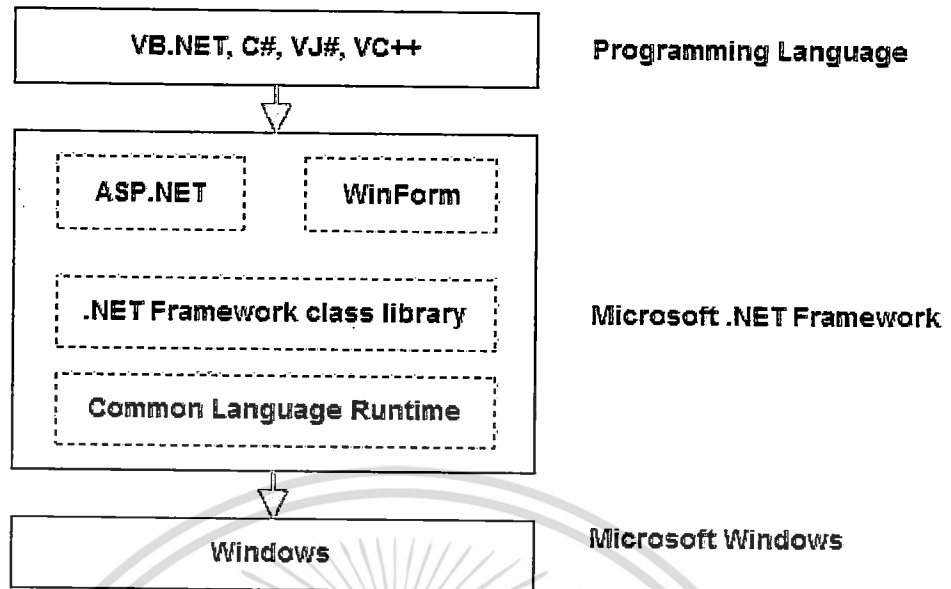 VB.NET, C#, VJ#, VC++
Programming Language
ASP.NET
WinForm
.NET Framework class library
Microsoft .NET Framework
Common Language Runtime
Windows
Microsoft Windows